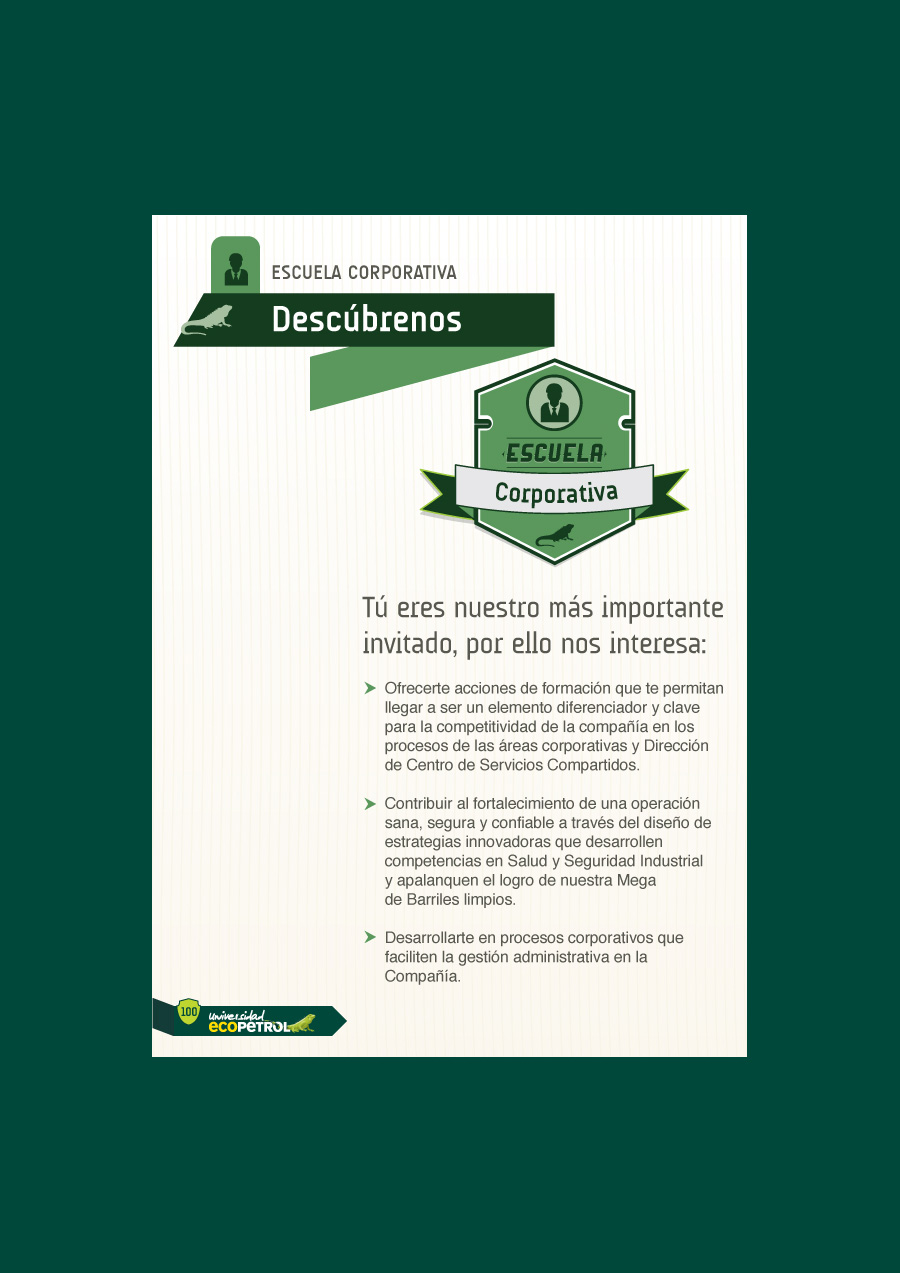 ESCUELA CORPORATIVA
Descúbrenos
ESCUELA
Corporativa
Tú eres nuestro más importante
invitado, por ello nos interesa:
Ofrecerte acciones de formación que te permitan
llegar a ser un elemento diferenciador y clave
para la competitividad de la compañía en los
procesos de las áreas corporativas y Dirección
de Centro de Servicios Compartidos.
Contribuir al fortalecimiento de una operación
sana, segura y confiable a través del diseño de
estrategias innovadoras que desarrollen
competencias en Salud y Seguridad Industrial
y apalanquen el logro de nuestra Mega
de Barriles limpios.
Desarrollarte en procesos corporativos que
faciliten la gestión administrativa en la
Compañía.
100
universidad
ECOPETROL